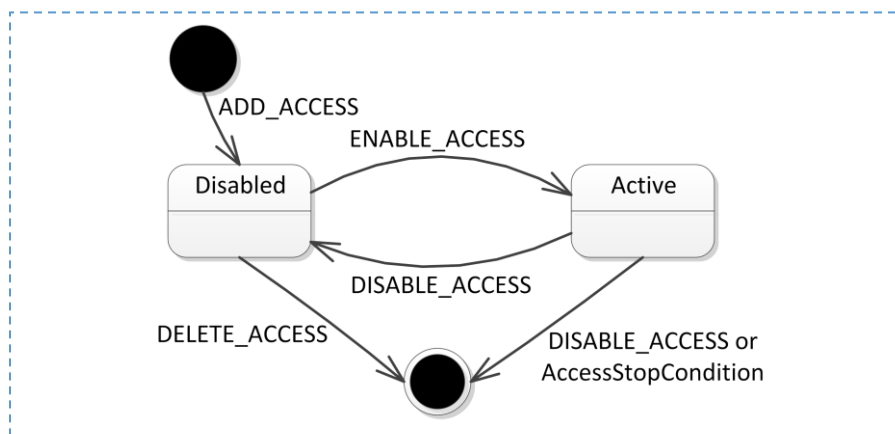 ADD_ACCESS
ENABLE_ACCESS
Disabled
Active
DISABLE_ACCESS
DELETE_ACCESS
DISABLE_ACCESS or
AccessStopCondition